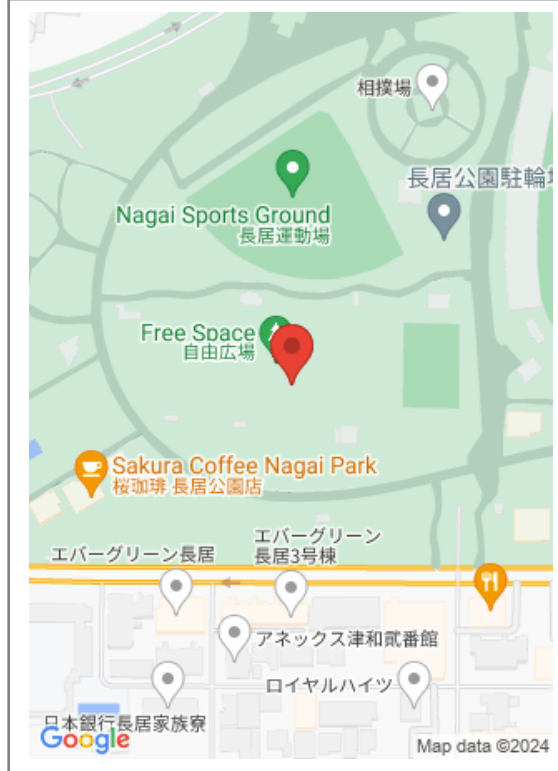 相撲場
長居公園駐輪場
Nagai Sports Ground
長居運動場
Free Space
自由広場
Sakura Coffee Nagai Park
桜珈琲 長居公園店
エバーグリーン
長居3号棟
エバーグリーン長居
アネックス津和貮番館
ロイヤルハイツ
日本銀行長居家族寮
Google
Map data ©2024